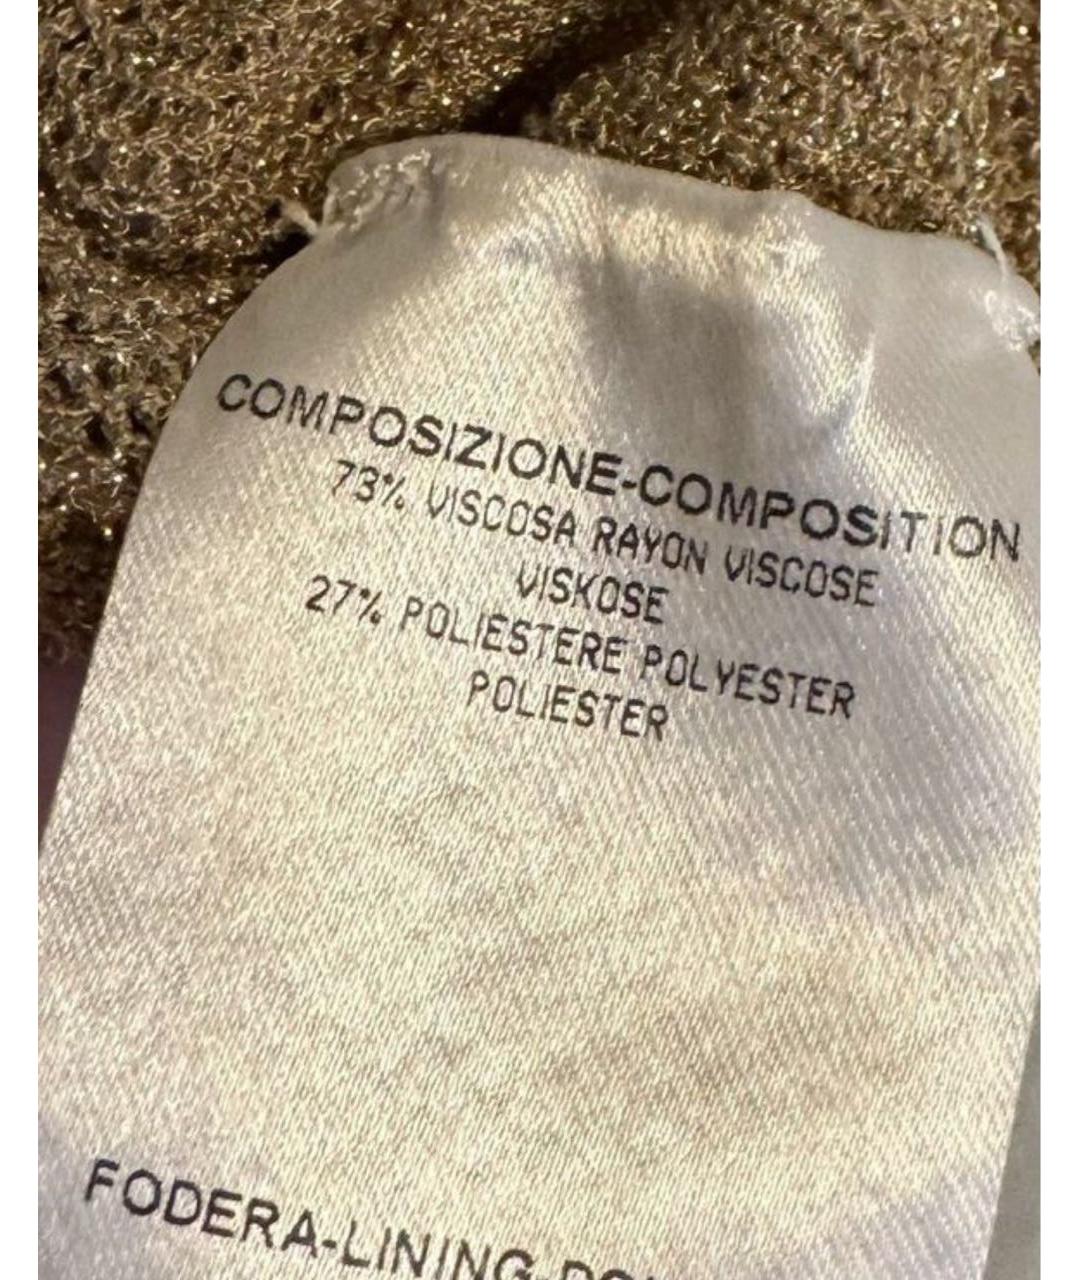 COMPOSIZIONE-COMPOSITION
73% VISCOSA RAYON VISCOSE
VISKOSE
27% POLIESTERE POLYESTER
POLIESTER
FODERA-LINING-